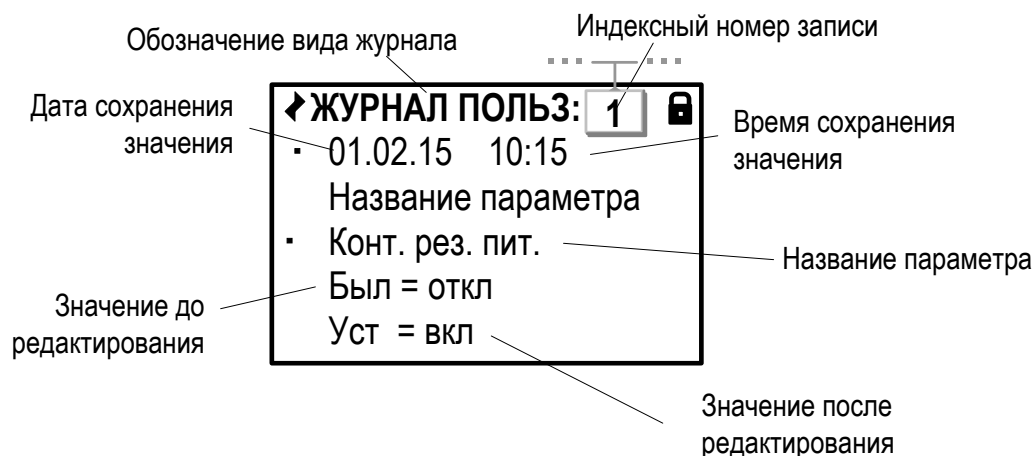 Обозначение вида журнала
Индексный номер записи
Дата сохранения
значения
ЖУРНАЛ ПОЛЬЗ: 1
01.02.15 10:15
Время сохранения
значения
Название параметра
Конт. рез. пит.
Название параметра
Был = откл
Значение до
редактирования
Уст = вкл
Значение после
редактирования